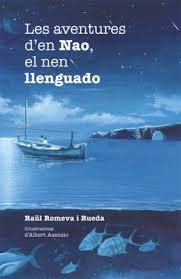 Les aventures
d'en Nao,
el nen
llenguado
Raül Romeva i Rueda
Il·lustracions
d'Albert Asensio